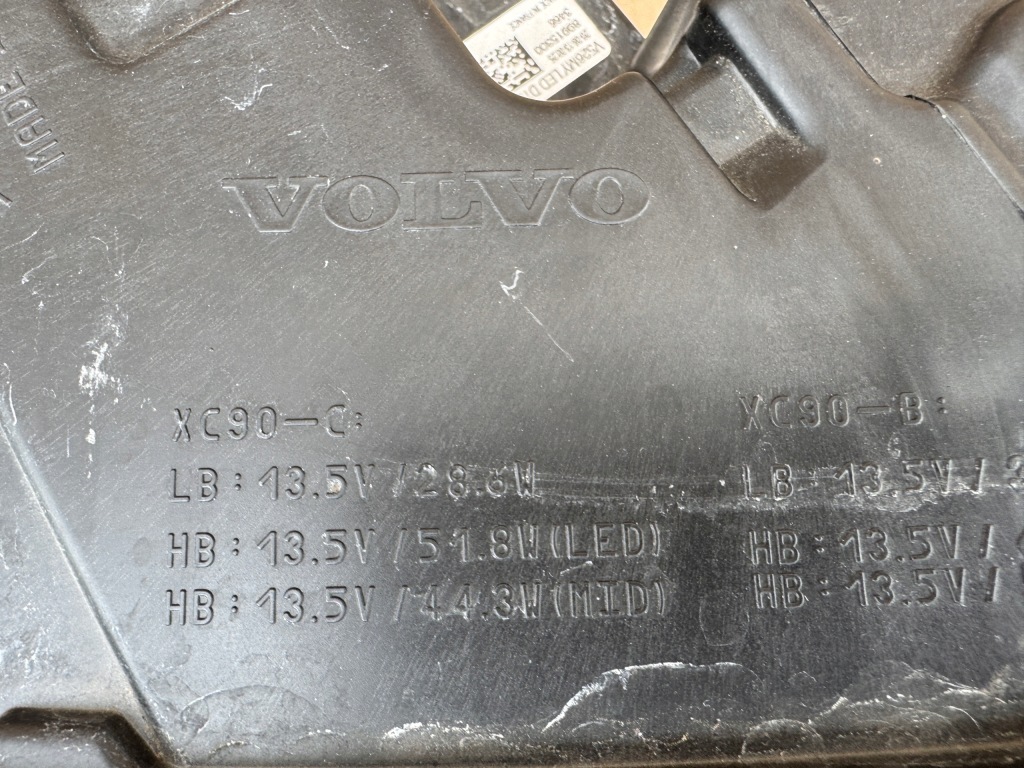 MADE
VOLVO
XC90-C:
LB: 13.5V/28.6W
HB: 13.5V/51.8W(LED)
HB: 13.5V/44.3W(MID)
XC90-B:
LB: 13.5V/
HB: 13.5V/
HB: 13.5V/